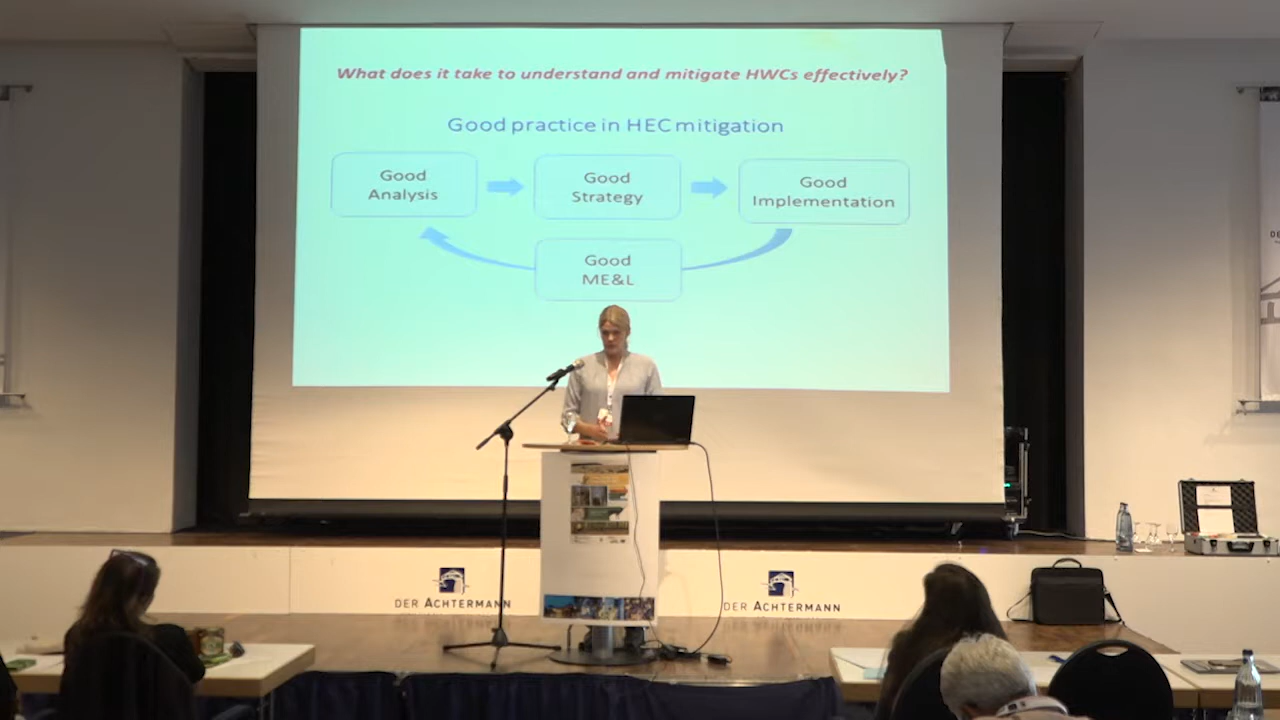 What does it take to understand and mitigate HWCs effectively?
Good practice in HEC mitigation
Good
Analysis
Good
Strategy
Good
Implementation
Good
ME&L
DER ACHTERMANN
DER ACHTERMANN